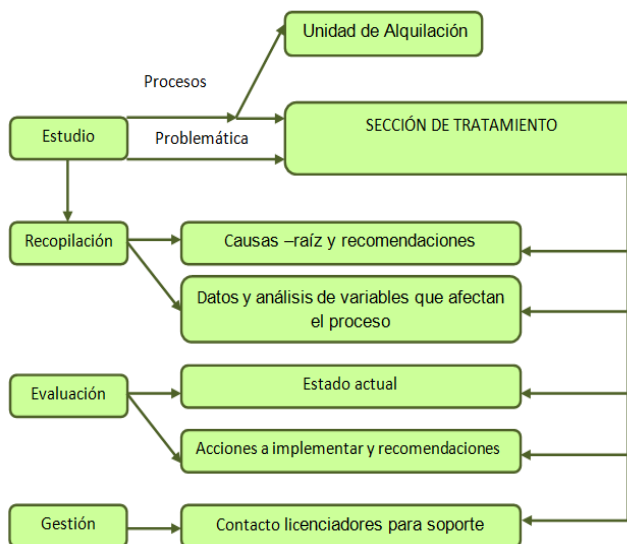 Unidad de Alquilación
Procesos
Estudio
Problemática
SECCIÓN DE TRATAMIENTO
Recopilación
Causas –raíz y recomendaciones
Datos y análisis de variables que afectan
el proceso
Evaluación
Estado actual
Acciones a implementar y recomendaciones
Gestión
Contacto licenciadores para soporte